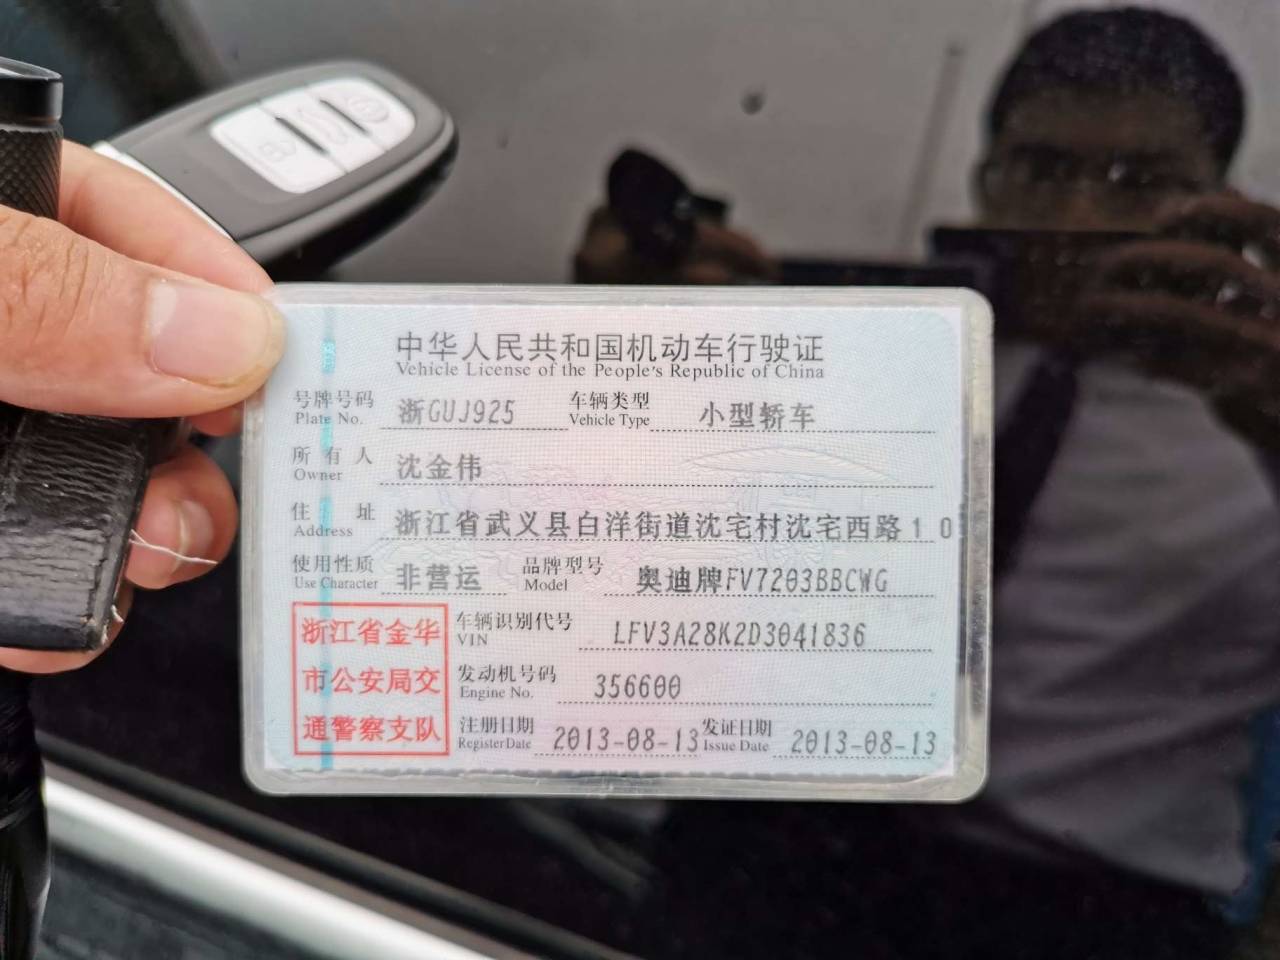 中华人民共和国机动车行驶证
Vehicle License of the People's Republic of China
号牌号码 浙GUJ925 车辆类型 小型轿车
Plate No. Vehicle Type
所有人 沈金伟
Owner
住址 浙江省武义县白洋街道沈宅村沈宅西路10
Address
使用性质 非营运 品牌型号 奥迪牌FV7203BBCWG
Use Character Model
浙江省金华
市公安局交
通警察支队
车辆识别代号 LFV3A28K2D3041836
VIN
发动机号码 356600
Engine No.
注册日期 2013-08-13 发证日期 2013-08-13
Register Date Issue Date